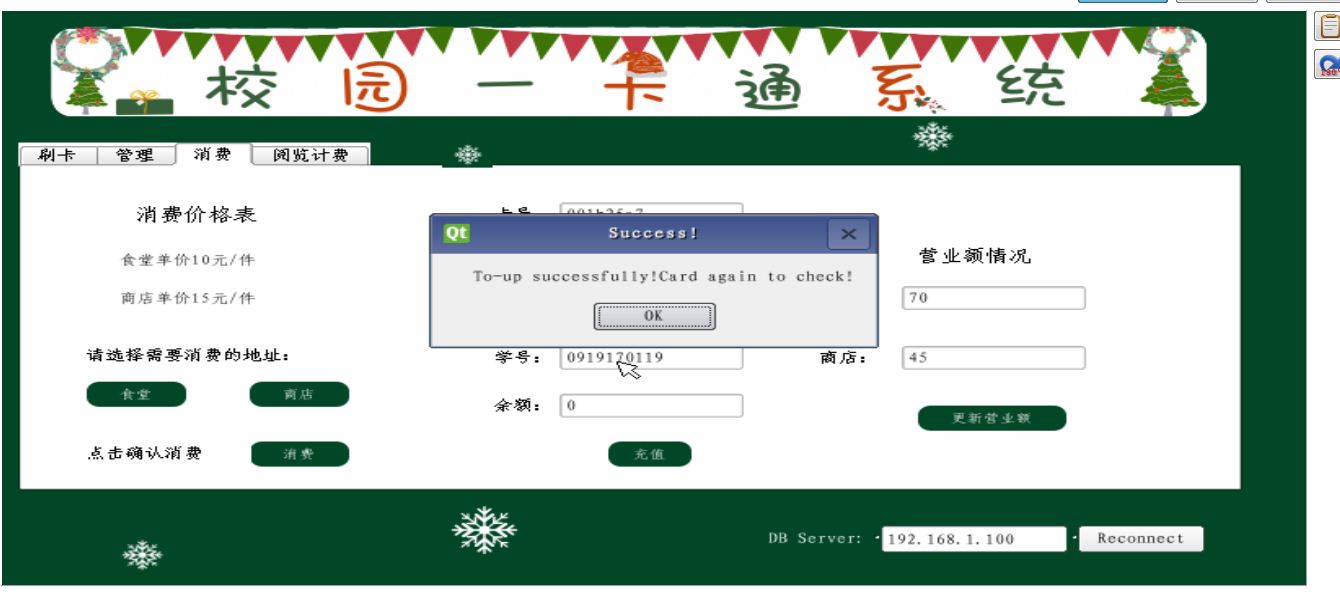 校园一卡通系统
刷卡 管理 消费 阅览计费
消费价格表
Qt Success!
食堂单价10元/件
To-up successfully!Card again to check!
营业额情况
商店单价15元/件
OK
70
请选择需要消费的地址:
学号: 0919170119
商店: 45
食堂 商店
余额: 0
更新营业额
点击确认消费 消费
充值
DB Server: 192.168.1.100 Reconnect